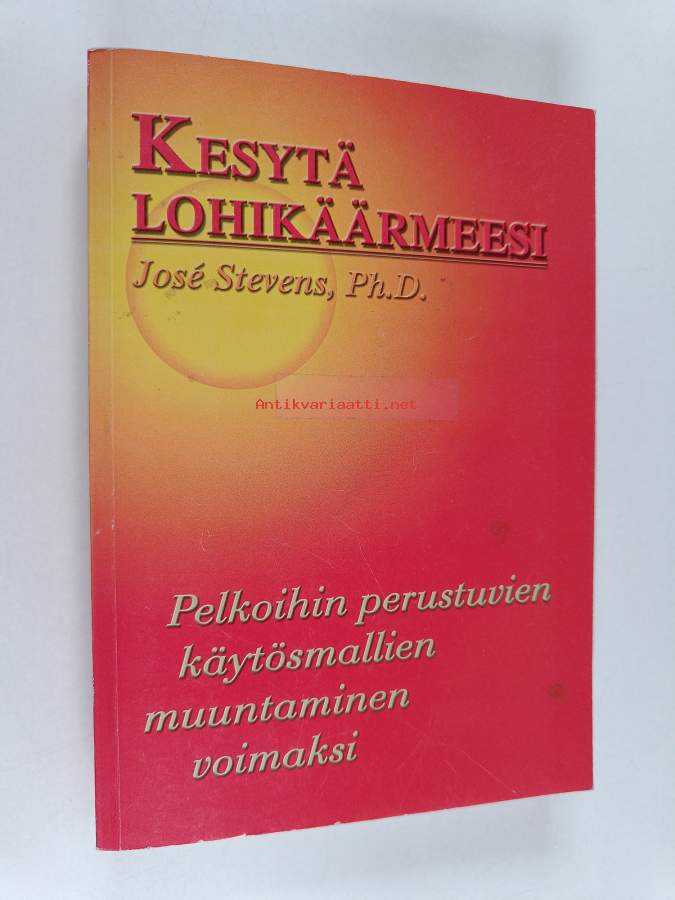 KESYTÄ
LOHIKÄÄRMEESI
José Stevens, Ph.D.
Antikvariaatti.net
Pelkoihin perustuvien
käytösmallien
muuntaminen
voimaksi